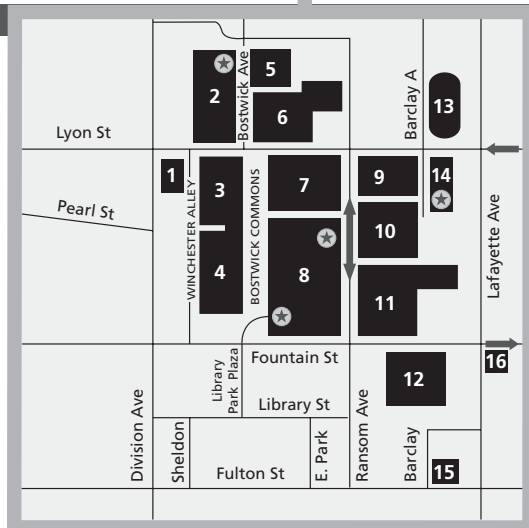 Bostwick Ave
Barclay A
2
5
6
13
Lyon St
1
3
7
9
14
Pearl St
WINCHESTER ALLEY
BOSTWICK COMMONS
10
Lafayette Ave
4
8
11
Fountain St
16
Library
Park Plaza
12
Library St
Division Ave
Sheldon
E. Park
Ransom Ave
Barclay
Fulton St
15